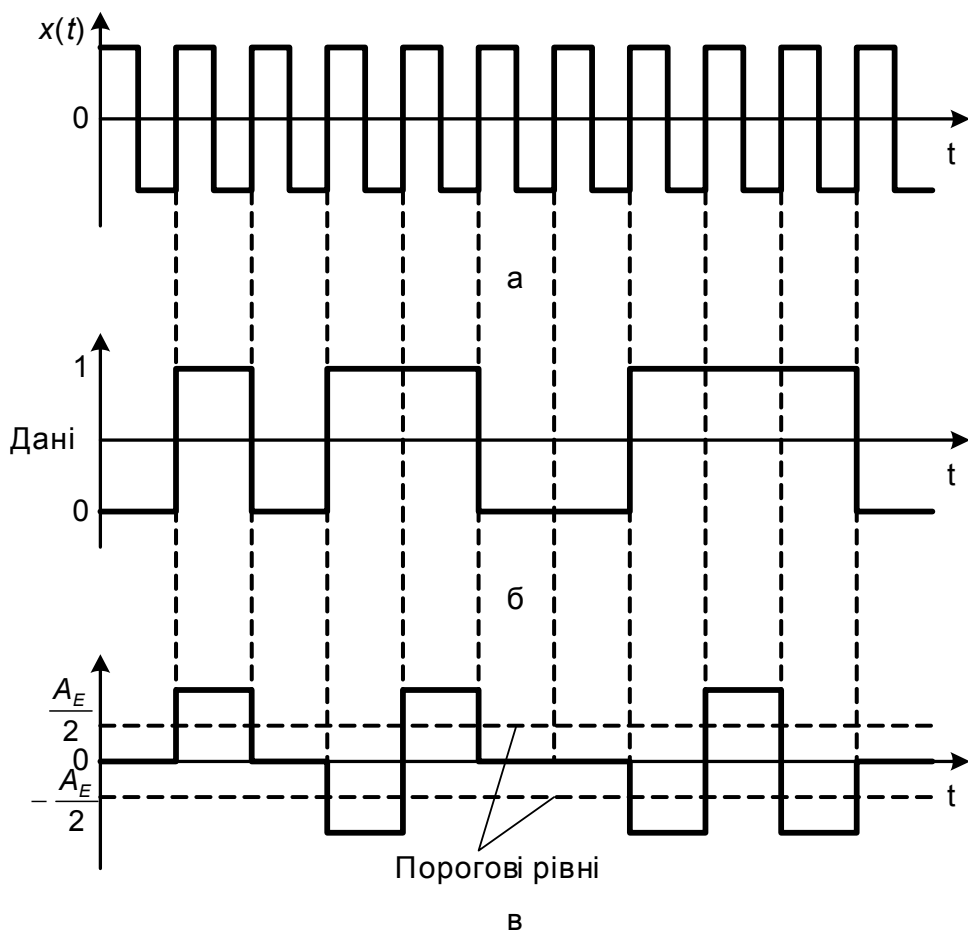 x(t)
0
t
а
1
Дані
t
0
б
A_E/2
0
-A_E/2
t
Порогові рівні
в